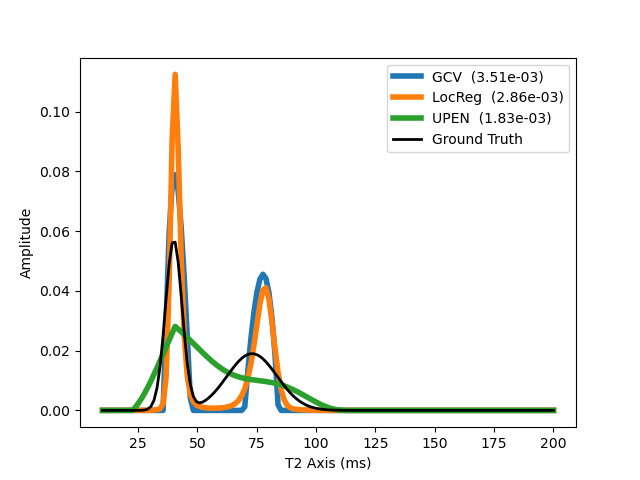 GCV (3.51e-03)
LocReg (2.86e-03)
UPEN (1.83e-03)
Ground Truth
0.10
0.08
0.06
0.04
0.02
0.00
Amplitude
25 50 75 100 125 150 175 200
T2 Axis (ms)